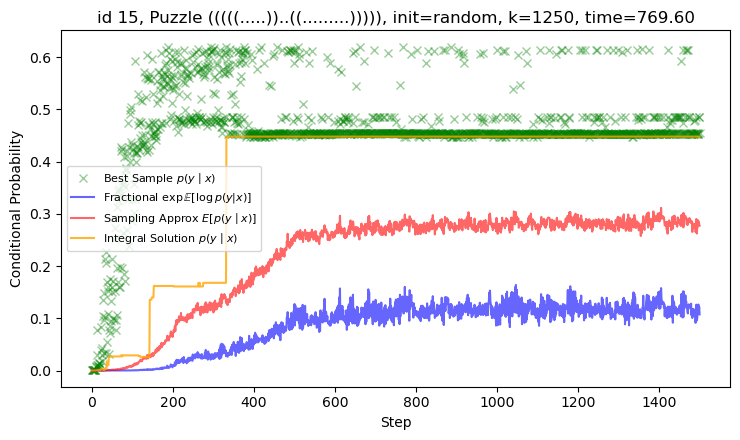 id 15, Puzzle (((((.....))..((.........))))), init=random, k=1250, time=769.60
Conditional Probability
0.6
0.5
0.4
0.3
0.2
0.1
0.0
Best Sample p(y | x)
Fractional exp 𝔼[log p(y|x)]
Sampling Approx E[p(y | x)]
Integral Solution p(y | x)
0 200 400 600 800 1000 1200 1400
Step